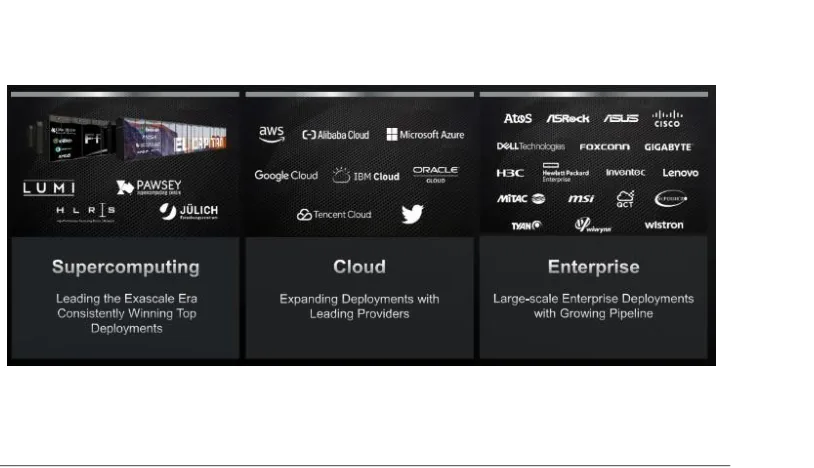 EL CAPITAN
LUMI
PAWSEY
H L R I S
JÜLICH
Supercomputing
Leading the Exascale Era
Consistently Winning Top
Deployments
aws
Alibaba Cloud
Microsoft Azure
Google Cloud
IBM Cloud
ORACLE
CLOUD
Tencent Cloud
Cloud
Expanding Deployments with
Leading Providers
Atos ASRock ASUS CISCO
DELLTechnologies FOXCONN GIGABYTE
H3C Hewlett Packard
Enterprise
inventec Lenovo
MiTAC msi QCT
TYAN wiwynn wistron
Enterprise
Large-scale Enterprise Deployments
with Growing Pipeline